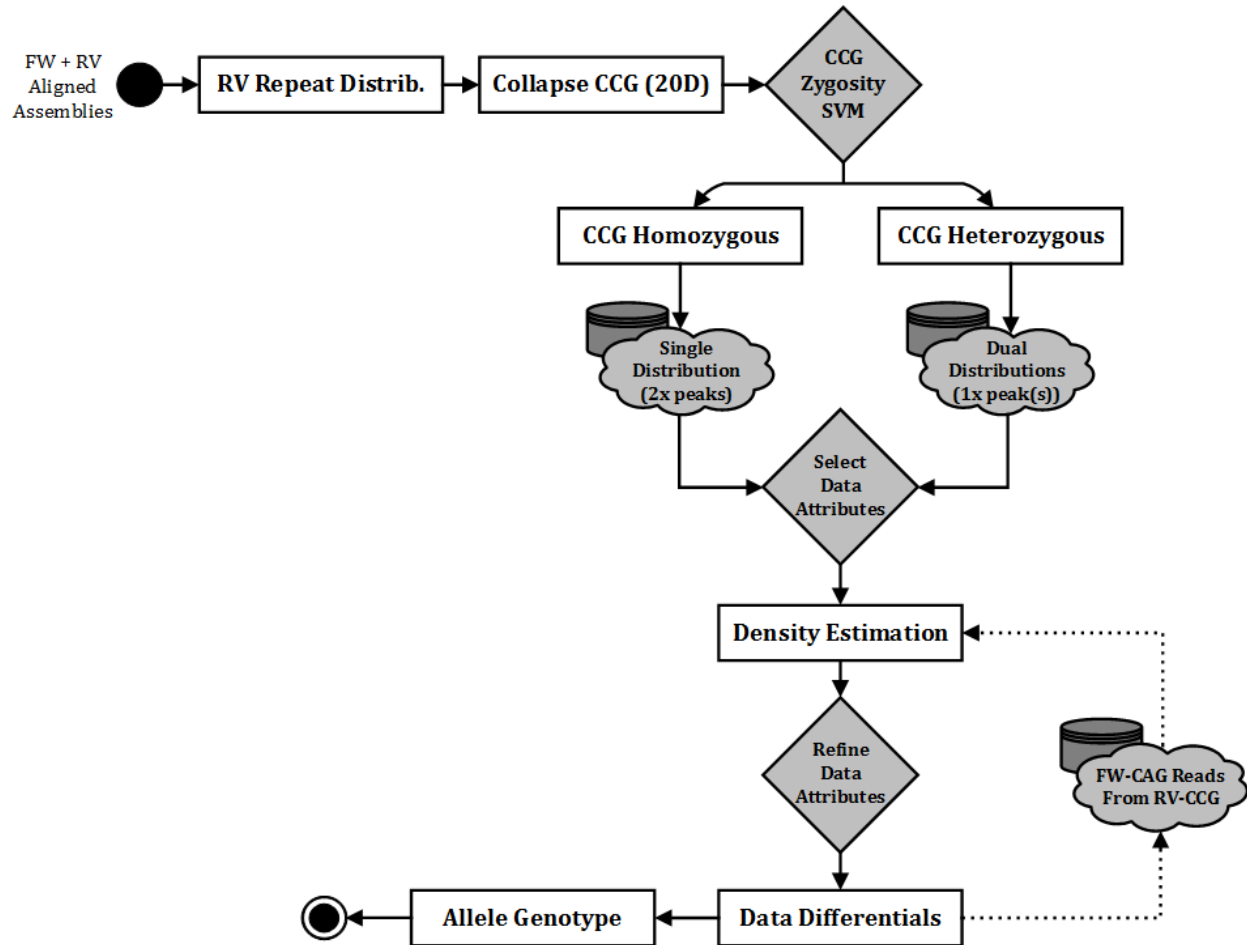 FW + RV
Aligned
Assemblies
RV Repeat Distrib.
Collapse CCG (20D)
CCG
Zygosity
SVM
CCG Homozygous
CCG Heterozygous
Single
Distribution
(2x peaks)
Dual
Distributions
(1x peak(s))
Select
Data
Attributes
Density Estimation
Refine
Data
Attributes
FW-CAG Reads
From RV-CCG
Allele Genotype
Data Differentials